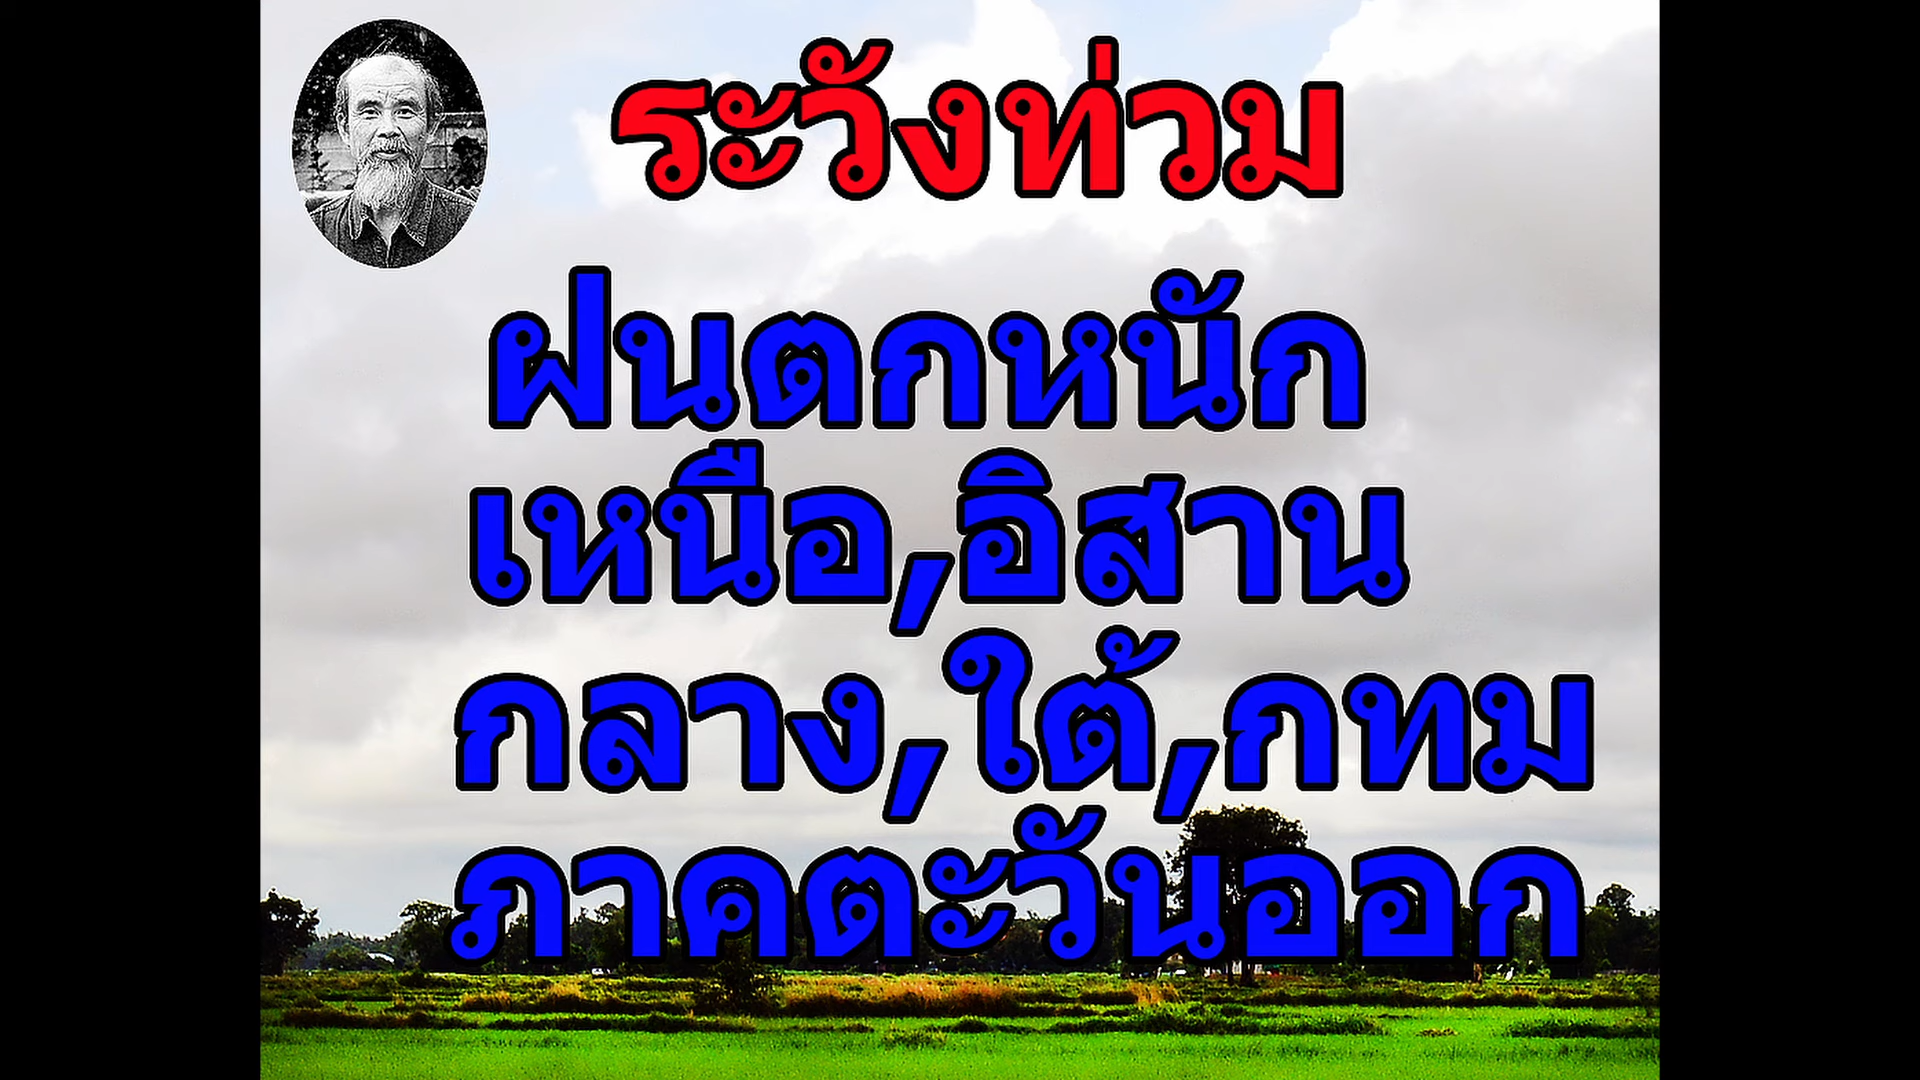 ระวังท่วม
ฝนตกหนัก
เหนือ,อิสาน
กลาง,ใต้,กทม
ภาคตะวันออก